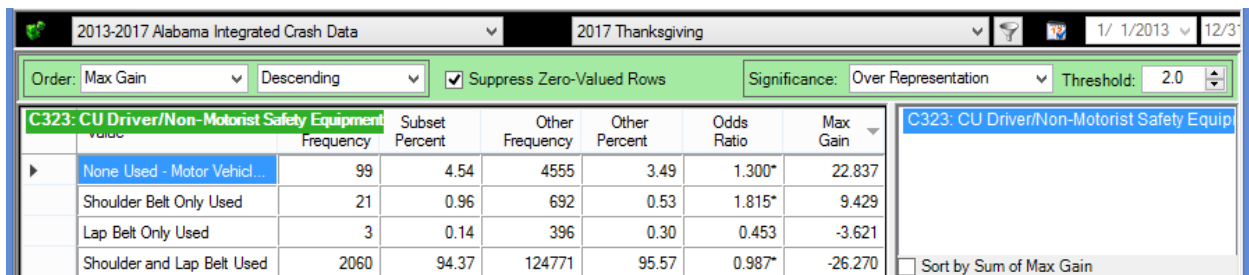 2013-2017 Alabama Integrated Crash Data 2017 Thanksgiving 1/ 1/2013 12/31
Order: Max Gain Descending Suppress Zero-Valued Rows Significance: Over Representation Threshold: 2.0
C323: CU Driver/Non-Motorist Safety Equipment Subset Other Other Odds Max C323: CU Driver/Non-Motorist Safety Equip
Value Frequency Percent Frequency Percent Ratio Gain
None Used - Motor Vehicl... 99 4.54 4555 3.49 1.300* 22.837
Shoulder Belt Only Used 21 0.96 692 0.53 1.815* 9.429
Lap Belt Only Used 3 0.14 396 0.30 0.453 -3.621
Shoulder and Lap Belt Used 2060 94.37 124771 95.57 0.987* -26.270
Sort by Sum of Max Gain